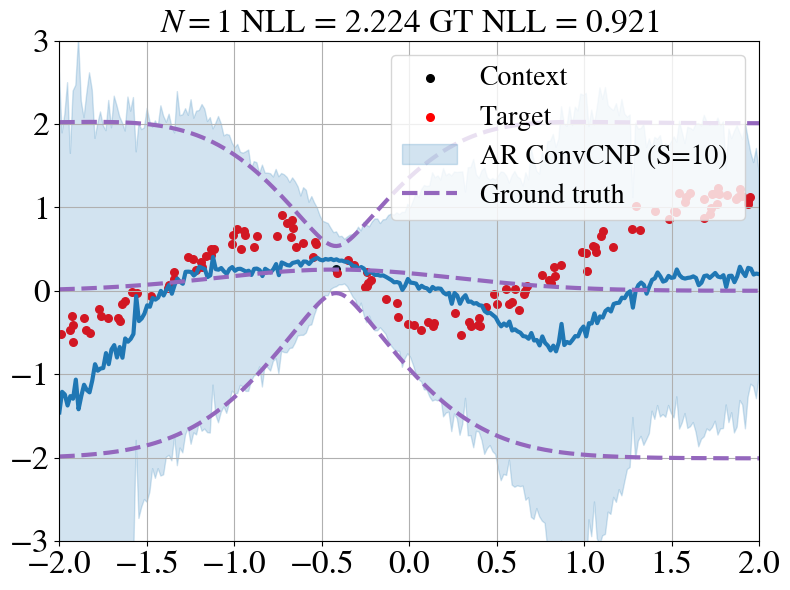 N = 1 NLL = 2.224 GT NLL = 0.921
3
2
1
0
−1
−2
−3
Context
Target
AR ConvCNP (S=10)
Ground truth
−2.0 −1.5 −1.0 −0.5 0.0 0.5 1.0 1.5 2.0